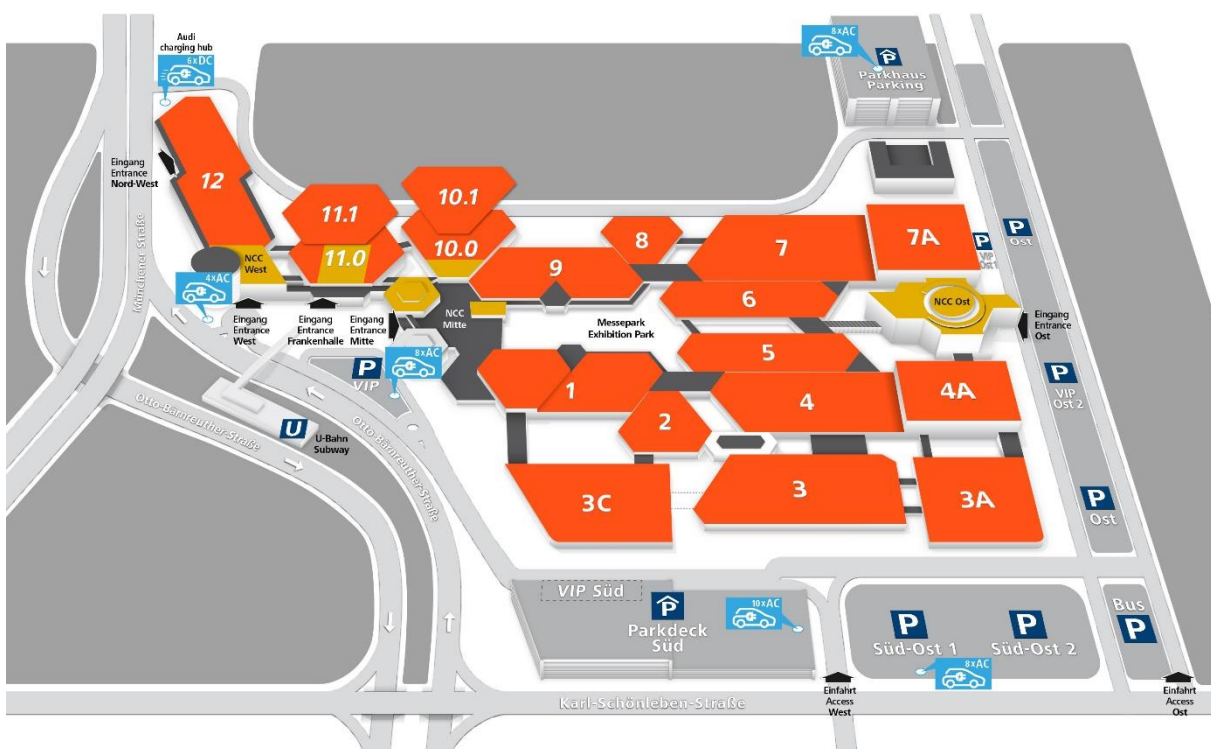 Audi
charging hub
6xDC
8xAC
P
Parkhaus
Parking
Eingang
Entrance
Nord-West
12
11.1
10.1
11.0
10.0
8
7
7A
P
VIP
Ost 1
P
Ost
NCC
West
9
6
NCC Ost
4xAC
Münchener Straße
Eingang
Entrance
West
Eingang
Entrance
Frankenhalle
Eingang
Entrance
Mitte
NCC
Mitte
Messepark
Exhibition Park
Eingang
Entrance
Ost
8xAC
P
VIP
5
1
4
4A
P
VIP
Ost 2
2
Otto-Bärnreuther-Straße
U
U-Bahn
Subway
Otto-Bärnreuther-Straße
3C
3
3A
P
Ost
VIP Süd
P
Parkdeck
Süd
10xAC
P
Süd-Ost 1
P
Süd-Ost 2
8xAC
Bus
P
Karl-Schönleben-Straße
Einfahrt
Access
West
Einfahrt
Access
Ost